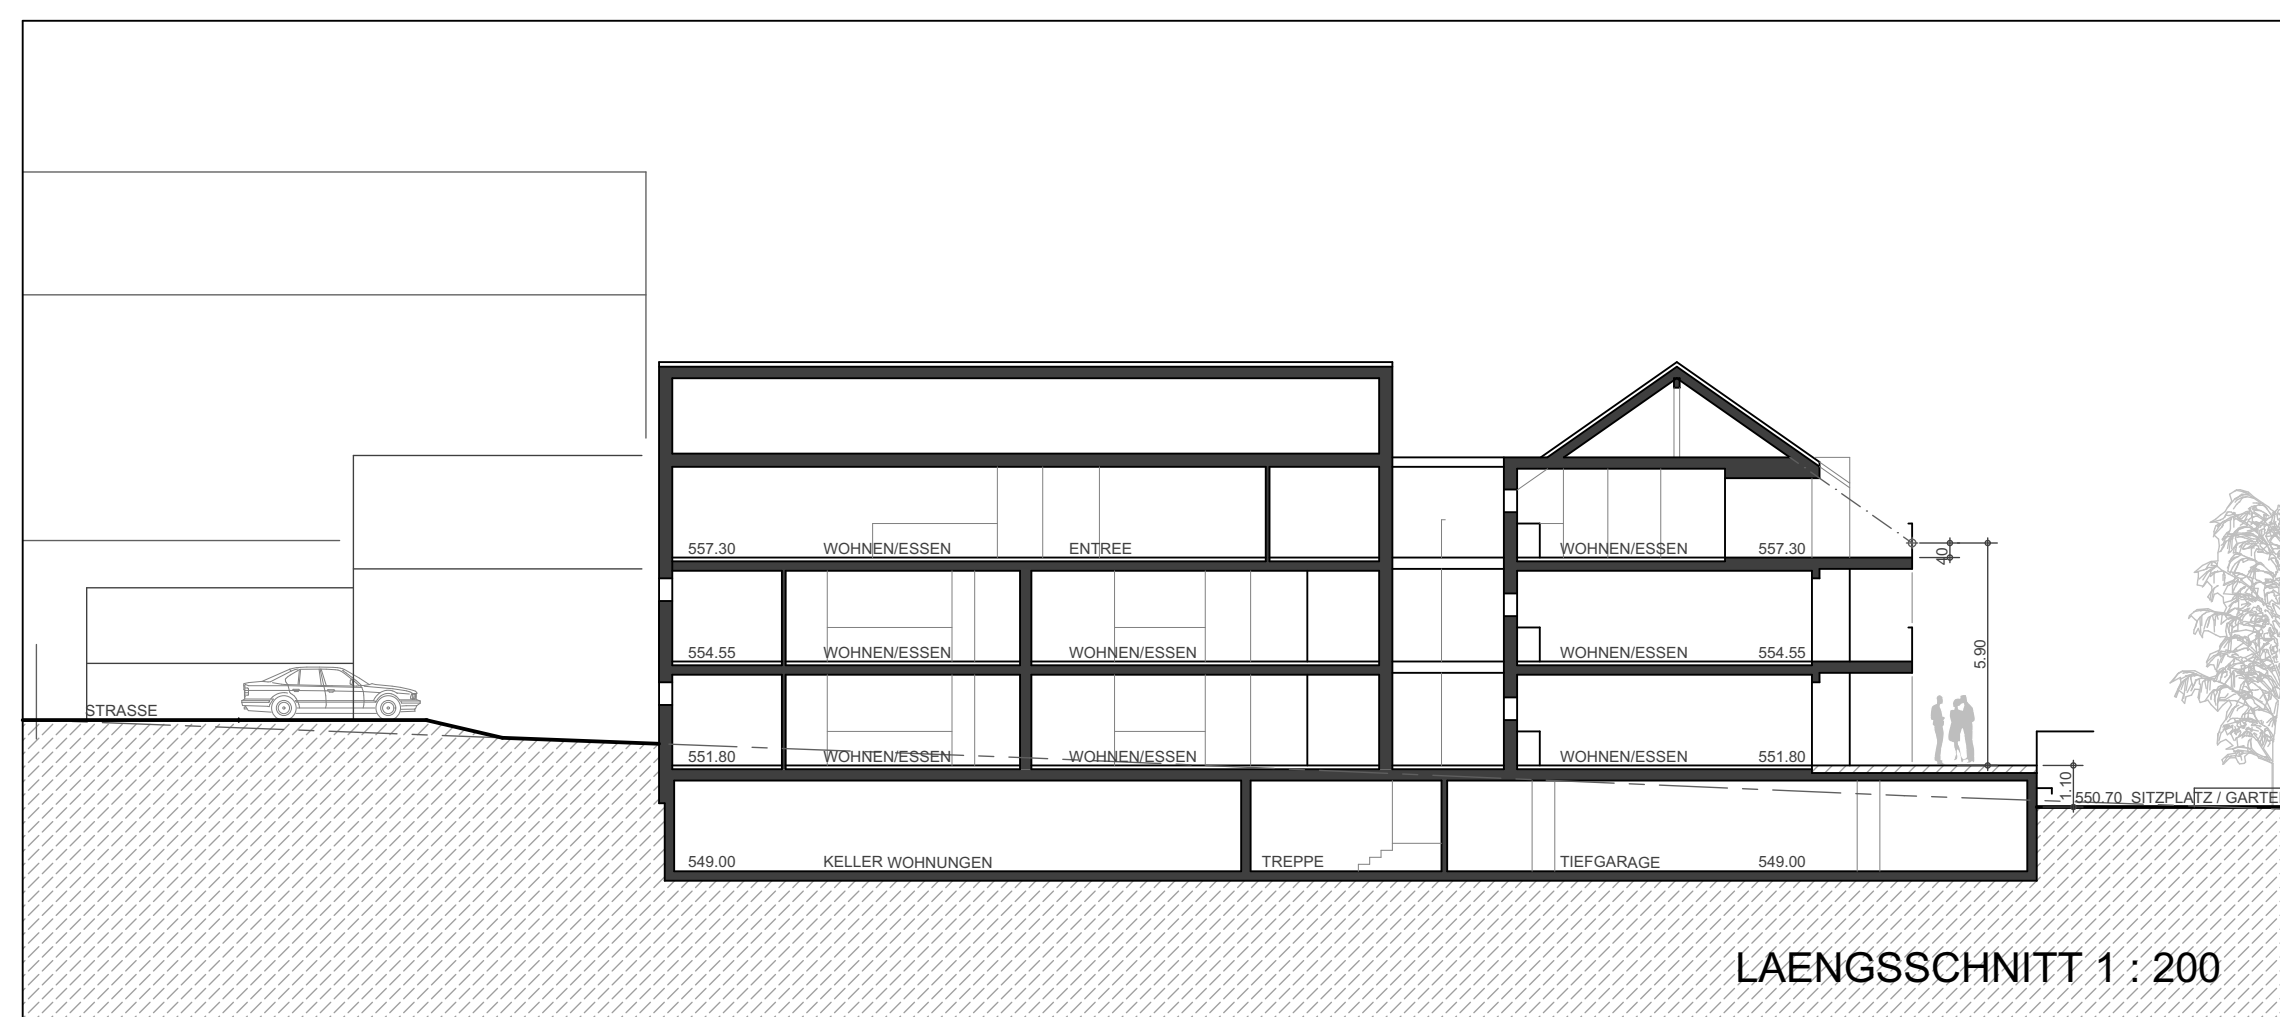 557.30 WOHNEN/ESSEN ENTREE WOHNEN/ESSEN 557.30
40
554.55 WOHNEN/ESSEN WOHNEN/ESSEN WOHNEN/ESSEN 554.55
5.90
STRASSE
551.80 WOHNEN/ESSEN WOHNEN/ESSEN WOHNEN/ESSEN 551.80
1.10
550.70 SITZPLATZ / GARTE
549.00 KELLER WOHNUNGEN TREPPE TIEFGARAGE 549.00
LAENGSSCHNITT 1 : 200